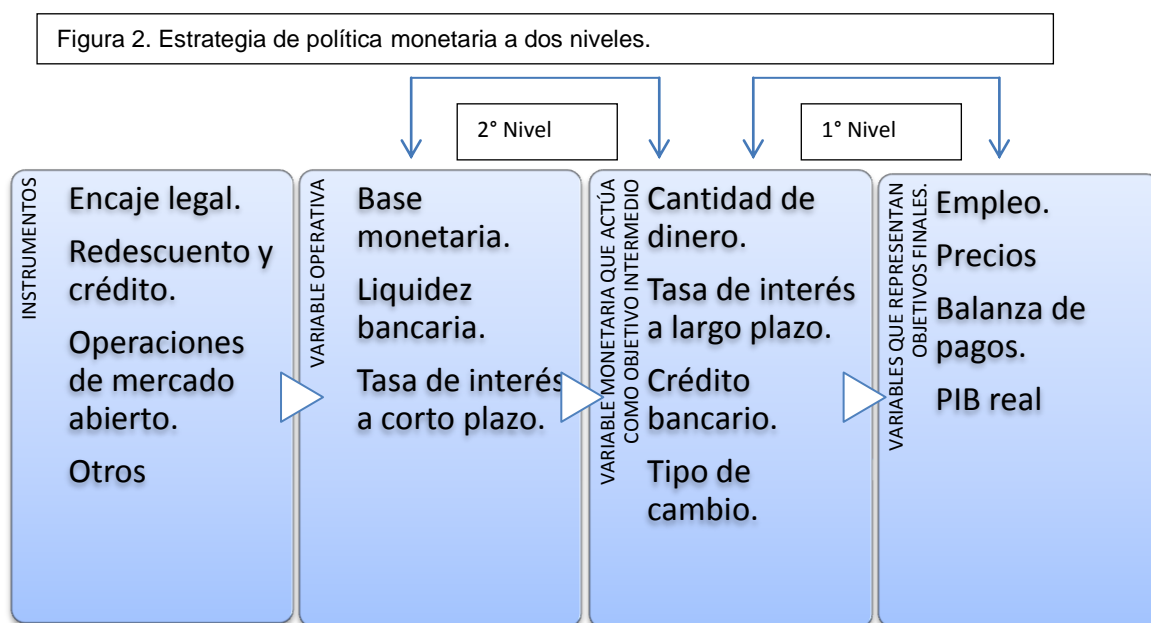 Figura 2. Estrategia de política monetaria a dos niveles.
2° Nivel
1° Nivel
INSTRUMENTOS
Encaje legal.
Redescuento y
crédito.
Operaciones
de mercado
abierto.
Otros
VARIABLE OPERATIVA
Base
monetaria.
Liquidez
bancaria.
Tasa de interés
a corto plazo.
VARIABLE MONETARIA QUE ACTÚA
COMO OBJETIVO INTERMEDIO
Cantidad de
dinero.
Tasa de interés
a largo plazo.
Crédito
bancario.
Tipo de
cambio.
VARIABLES QUE REPRESENTAN
OBJETIVOS FINALES.
Empleo.
Precios
Balanza de
pagos.
PIB real